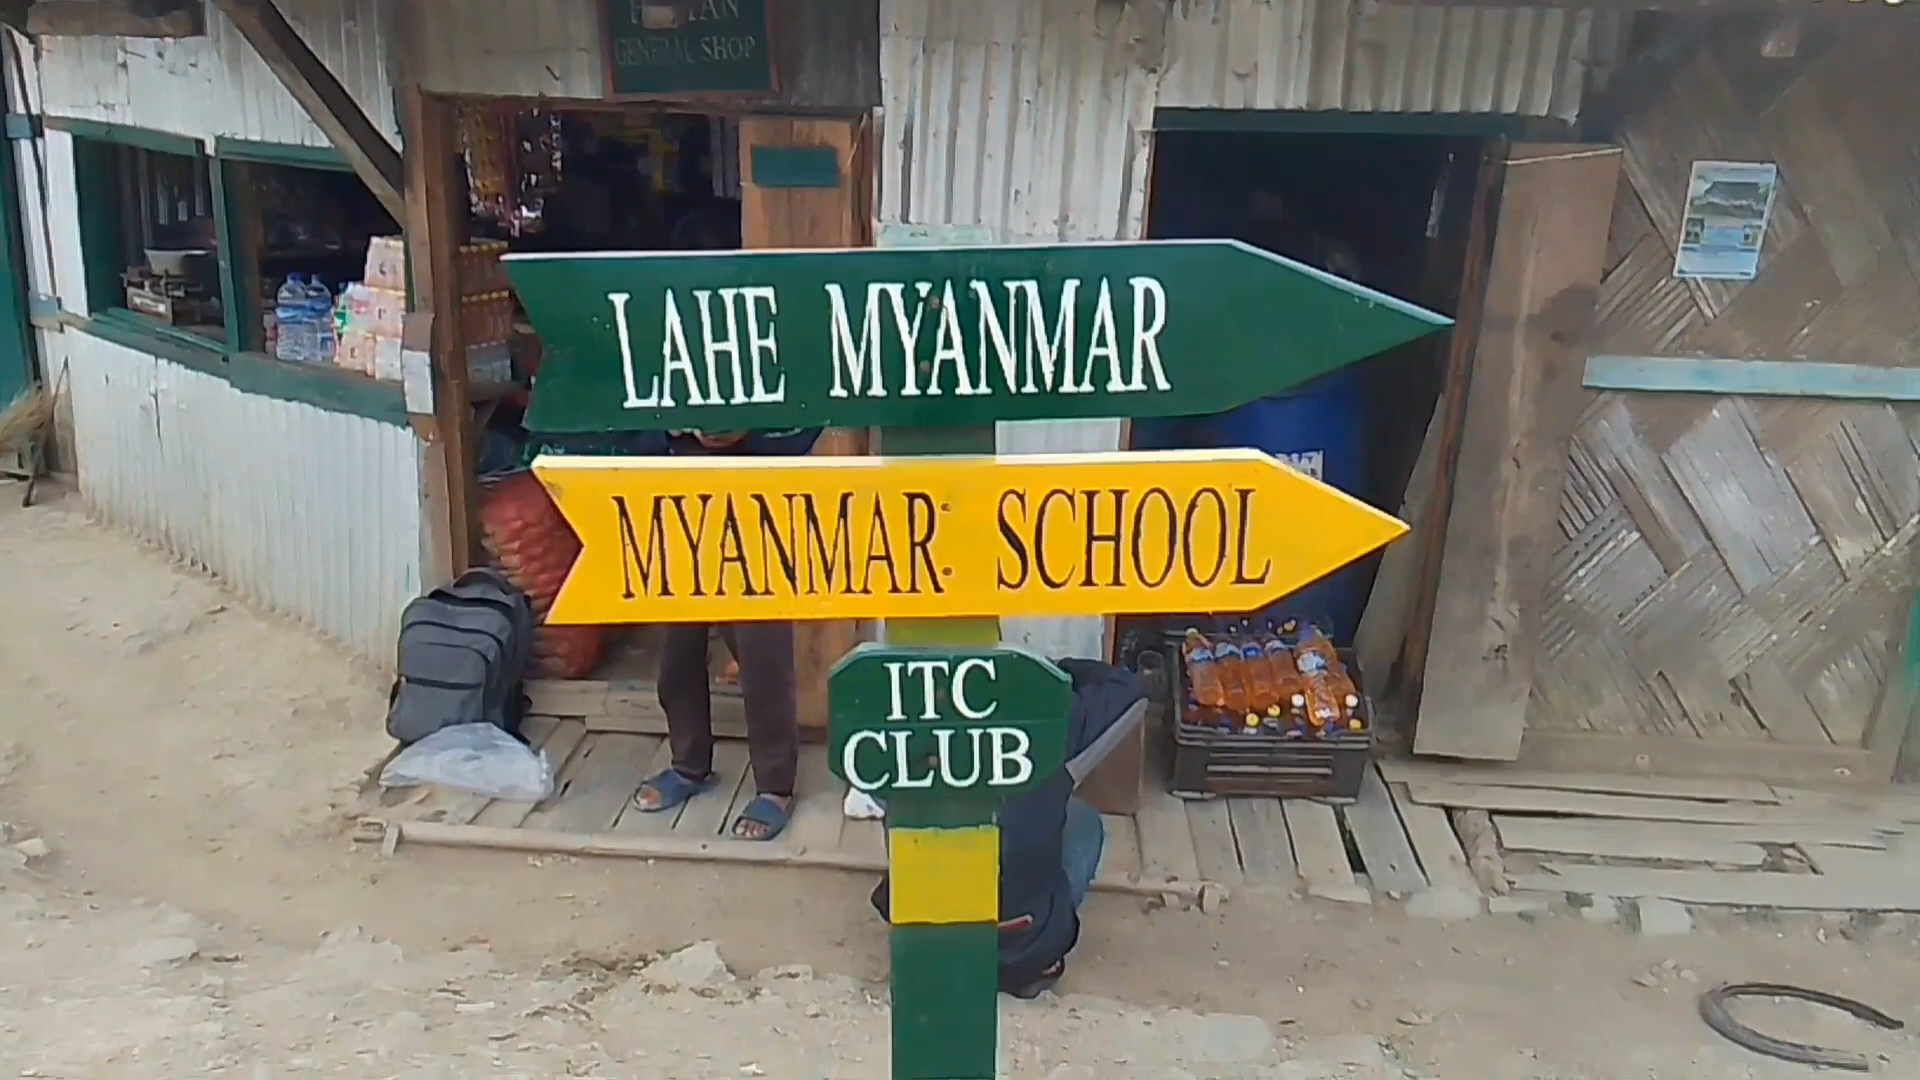 GENERAL SHOP
LAHE MYANMAR
MYANMAR SCHOOL
ITC
CLUB